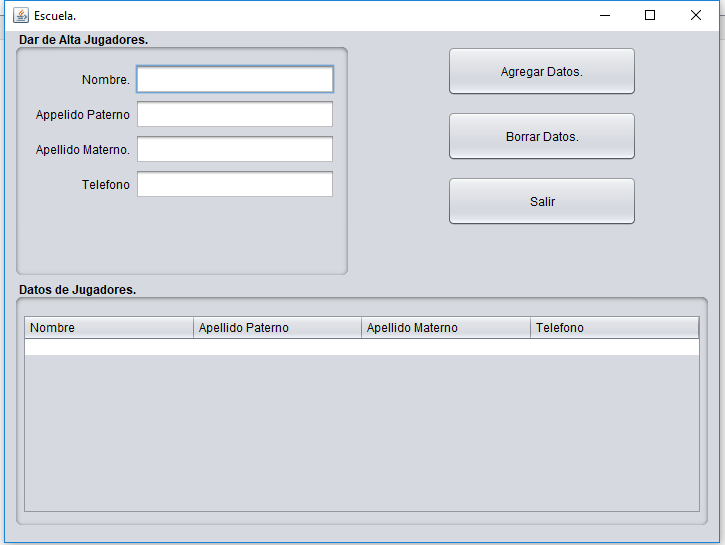 Escuela.
Dar de Alta Jugadores.
Nombre.
Appelido Paterno
Apellido Materno.
Telefono
Agregar Datos.
Borrar Datos.
Salir
Datos de Jugadores.
Nombre Apellido Paterno Apellido Materno Telefono